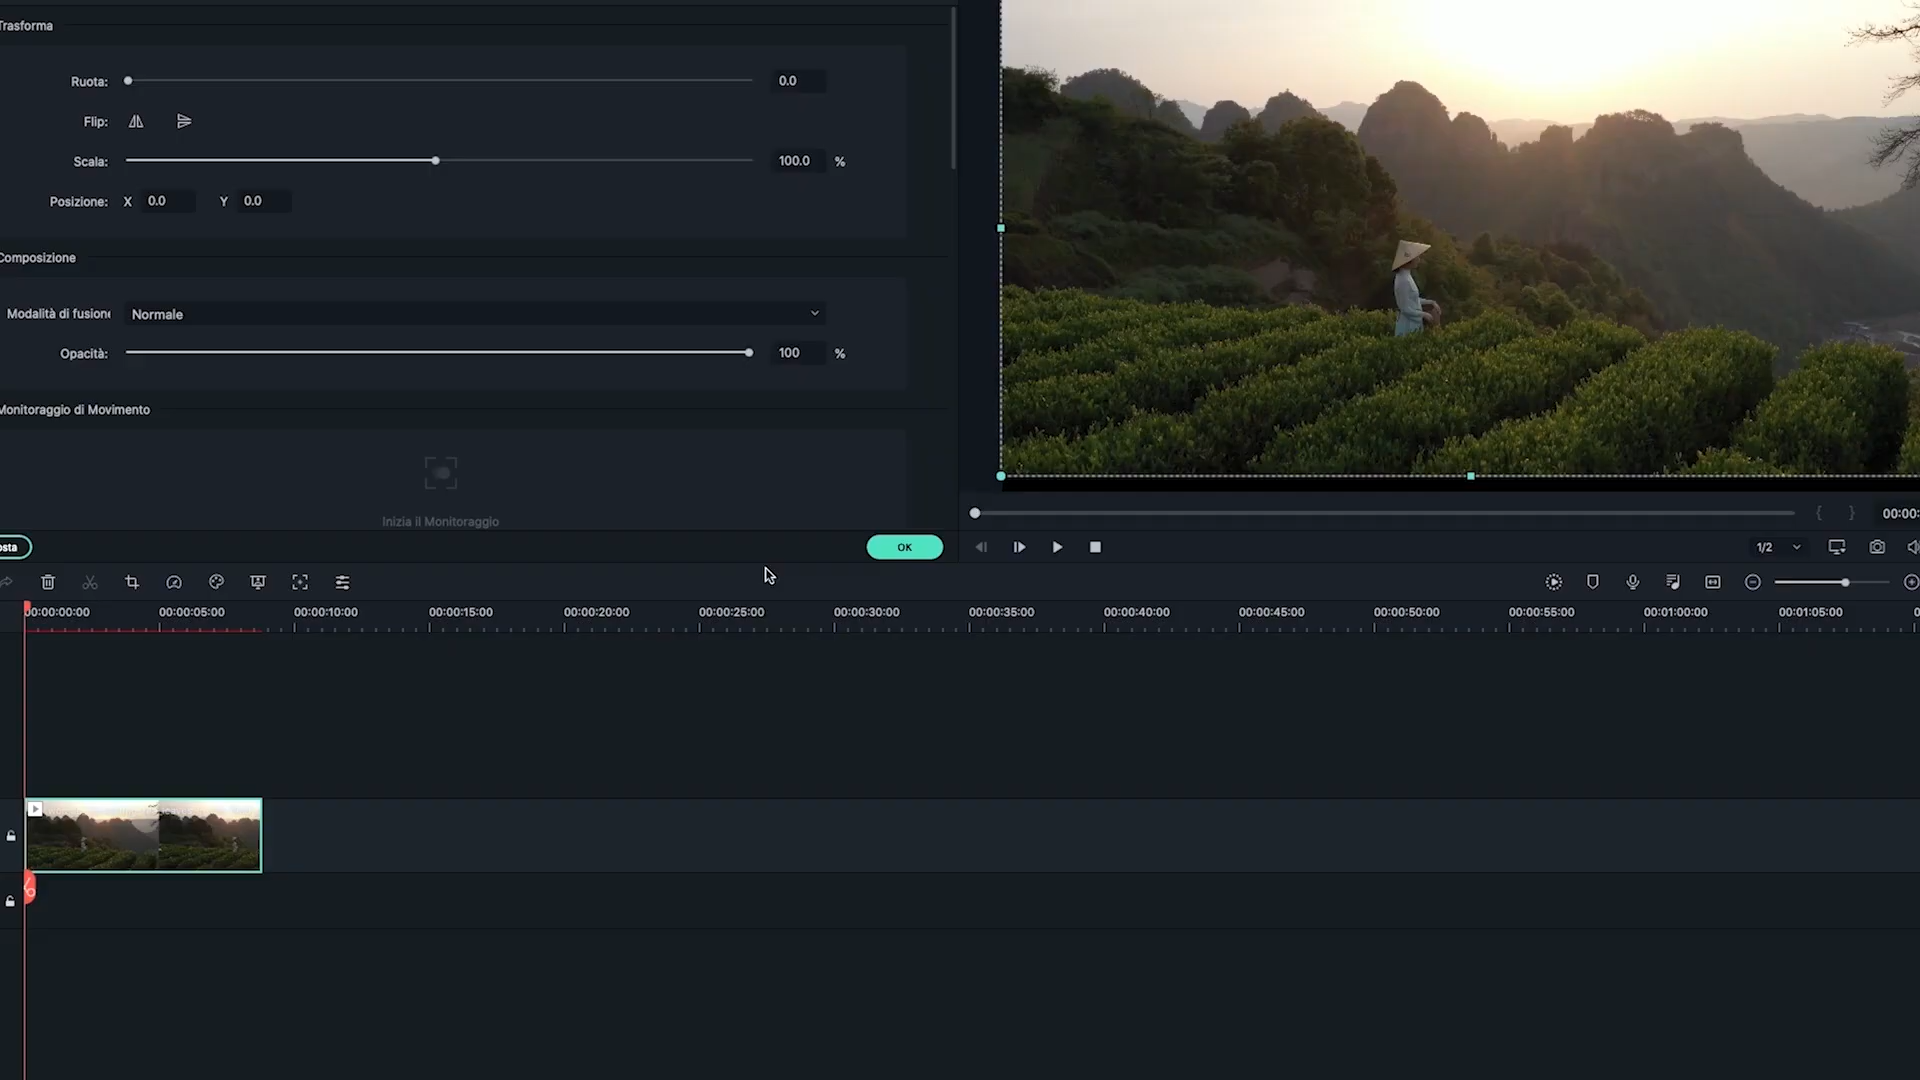 Trasforma
Ruota: 0.0
Flip:
Scala: 100.0 %
Posizione: X 0.0 Y 0.0
Composizione
Modalità di fusione Normale
Opacità: 100 %
Monitoraggio di Movimento
Inizia il Monitoraggio
OK
{ } 00:00:
1/2
00:00:00:00 00:00:05:00 00:00:10:00 00:00:15:00 00:00:20:00 00:00:25:00 00:00:30:00 00:00:35:00 00:00:40:00 00:00:45:00 00:00:50:00 00:00:55:00 00:01:00:00 00:01:05:00